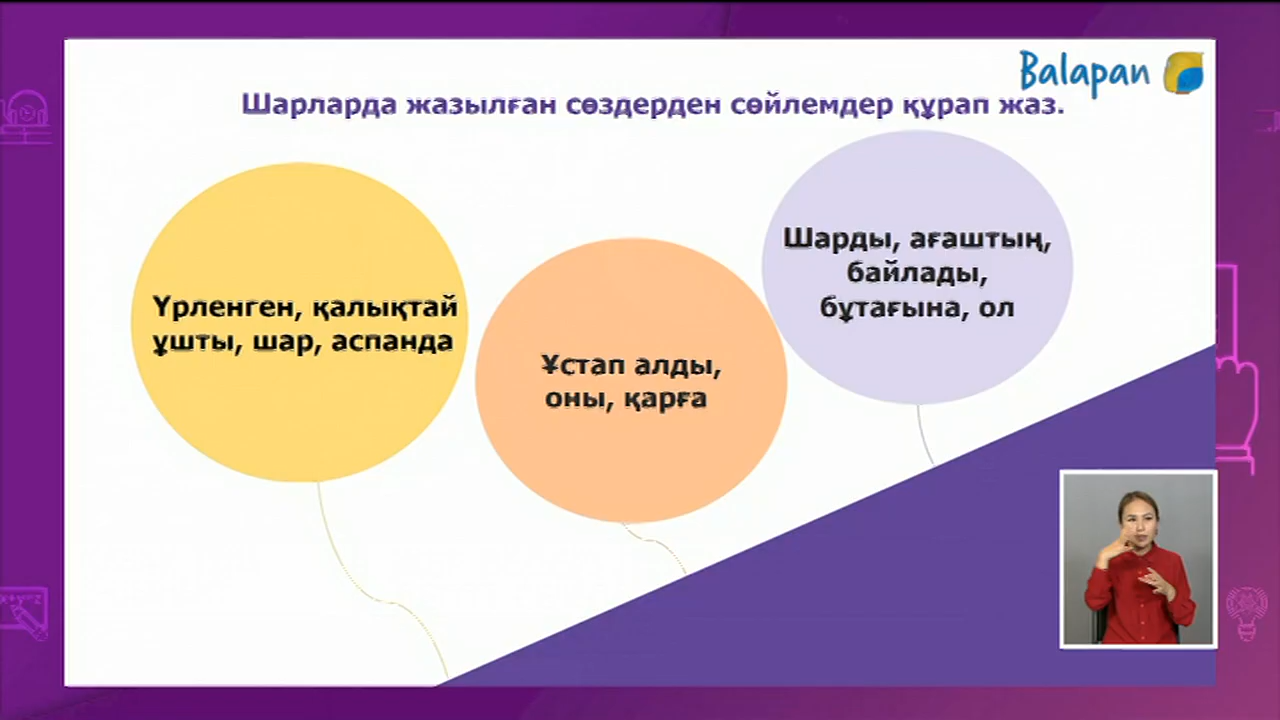 Balapan
Шарларда жазылған сөздерден сөйлемдер құрап жаз.
Үрленген, қалықтай
ұшты, шар, аспанда
Ұстап алды,
оны, қарға
Шарды, ағаштың,
байлады,
бұтағына, ол